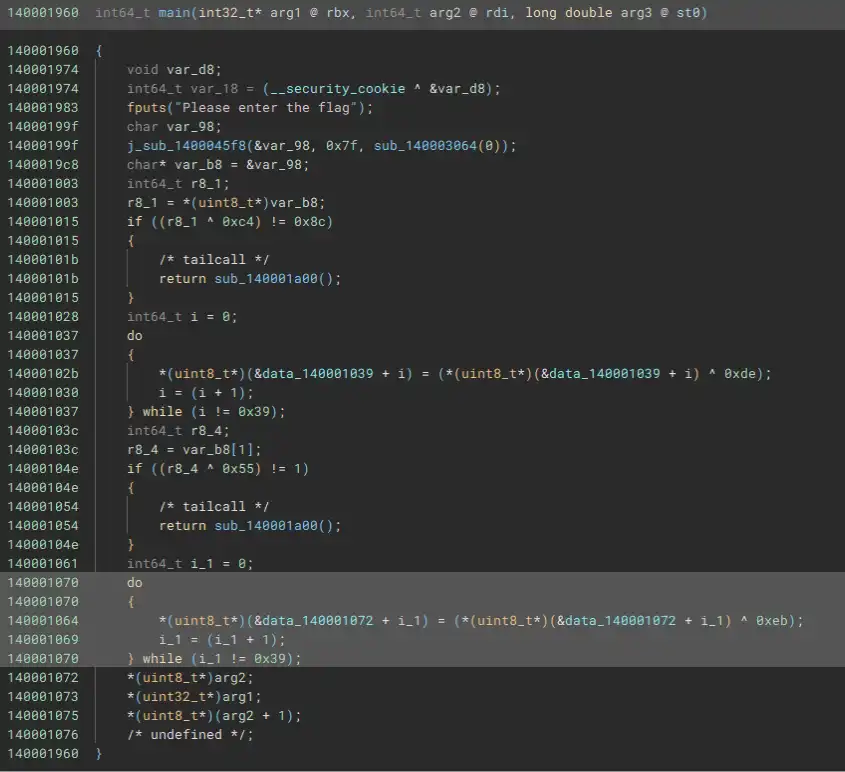 140001960 int64_t main(int32_t* arg1 @ rbx, int64_t arg2 @ rdi, long double arg3 @ st0)
140001960 {
140001974 void var_d8;
140001974 int64_t var_18 = (__security_cookie ^ &var_d8);
140001983 fputs("Please enter the flag");
14000199f char var_98;
14000199f j_sub_1400045f8(&var_98, 0x7f, sub_140003064(0));
1400019c8 char* var_b8 = &var_98;
140001003 int64_t r8_1;
140001003 r8_1 = *(uint8_t*)var_b8;
140001015 if ((r8_1 ^ 0xc4) != 0x8c)
140001015 {
14000101b /* tailcall */
14000101b return sub_140001a00();
140001015 }
140001028 int64_t i = 0;
140001037 do
140001037 {
14000102b *(uint8_t*)(&data_140001039 + i) = (*(uint8_t*)(&data_140001039 + i) ^ 0xde);
140001030 i = (i + 1);
140001037 } while (i != 0x39);
14000103c int64_t r8_4;
14000103c r8_4 = var_b8[1];
14000104e if ((r8_4 ^ 0x55) != 1)
14000104e {
140001054 /* tailcall */
140001054 return sub_140001a00();
14000104e }
140001061 int64_t i_1 = 0;
140001070 do
140001070 {
140001064 *(uint8_t*)(&data_140001072 + i_1) = (*(uint8_t*)(&data_140001072 + i_1) ^ 0xeb);
140001069 i_1 = (i_1 + 1);
140001070 } while (i_1 != 0x39);
140001072 *(uint8_t*)arg2;
140001073 *(uint32_t*)arg1;
140001075 *(uint8_t*)(arg2 + 1);
140001076 /* undefined */;
140001960 }